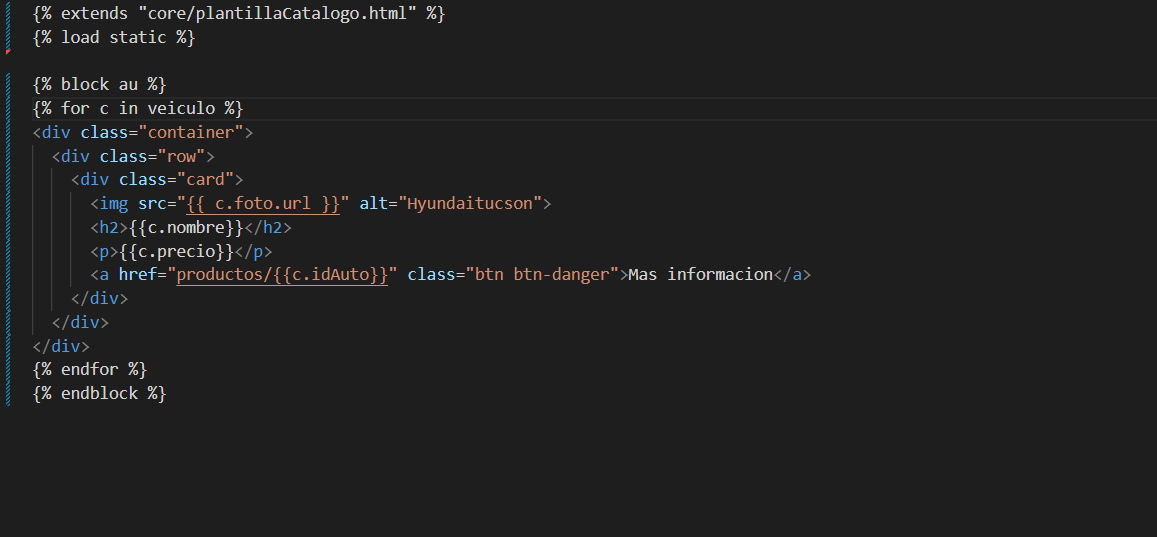 {% extends "core/plantillaCatalogo.html" %}
{% load static %}
{% block au %}
{% for c in veiculo %}
<div class="container">
<div class="row">
<div class="card">
<img src="{{ c.foto.url }}" alt="Hyundaitucson">
<h2>{{c.nombre}}</h2>
<p>{{c.precio}}</p>
<a href="productos/{{c.idAuto}}" class="btn btn-danger">Mas informacion</a>
</div>
</div>
</div>
{% endfor %}
{% endblock %}